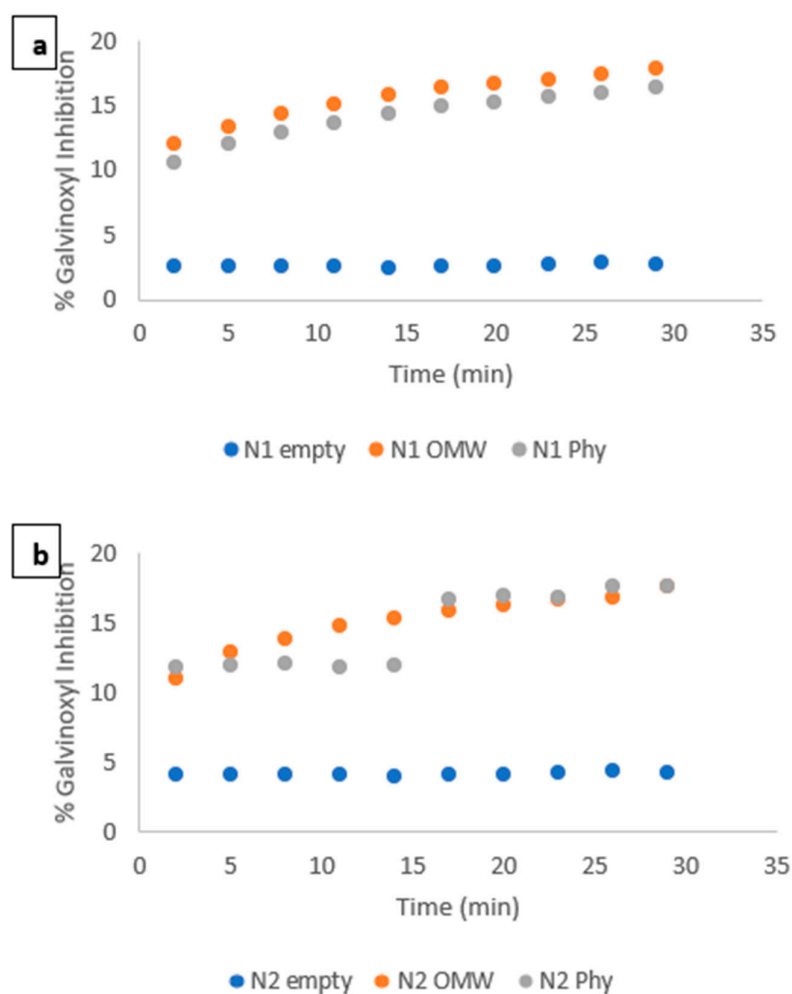 a
% Galvinoxyl Inhibition
20
15
10
5
0
0 5 10 15 20 25 30 35
Time (min)
N1 empty N1 OMW N1 Phy
b
% Galvinoxyl Inhibition
20
15
10
5
0
0 5 10 15 20 25 30 35
Time (min)
N2 empty N2 OMW N2 Phy